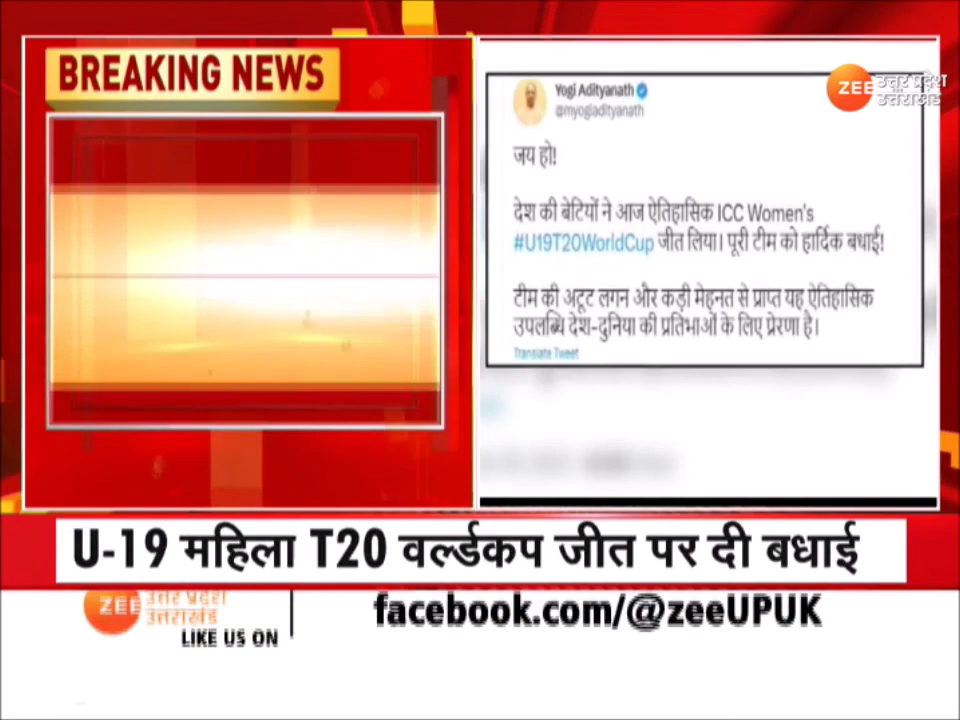 BREAKING NEWS
Yogi Adityanath
@myogiadityanath
ZEE उत्तर प्रदेश
उत्तराखंड
जय हो!
देश की बेटियों ने आज ऐतिहासिक ICC Women's
#U19T20WorldCup जीत लिया। पूरी टीम को हार्दिक बधाई!
टीम की अटूट लगन और कड़ी मेहनत से प्राप्त यह ऐतिहासिक
उपलब्धि देश-दुनिया की प्रतिभाओं के लिए प्रेरणा है।
Translate Tweet
U-19 महिला T20 वर्ल्डकप जीत पर दी बधाई
ZEE उत्तर प्रदेश
उत्तराखंड
LIKE US ON
facebook.com/@zeeUPUK